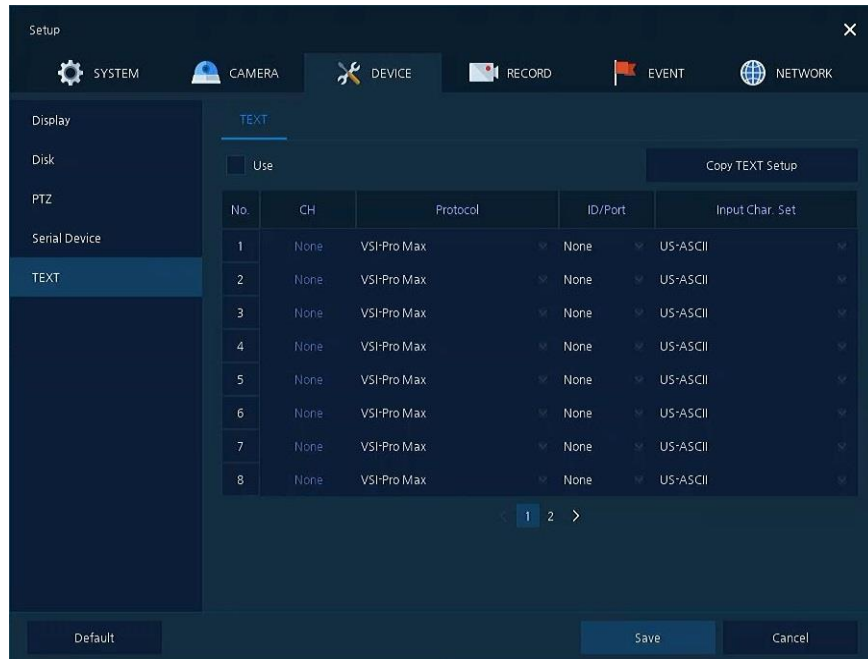 Setup
SYSTEM CAMERA DEVICE RECORD EVENT NETWORK
Display
Disk
PTZ
Serial Device
TEXT
TEXT
Use Copy TEXT Setup
No. CH Protocol ID/Port Input Char. Set
1 None VSI-Pro Max None US-ASCII
2 None VSI-Pro Max None US-ASCII
3 None VSI-Pro Max None US-ASCII
4 None VSI-Pro Max None US-ASCII
5 None VSI-Pro Max None US-ASCII
6 None VSI-Pro Max None US-ASCII
7 None VSI-Pro Max None US-ASCII
8 None VSI-Pro Max None US-ASCII
1 2
Default Save Cancel